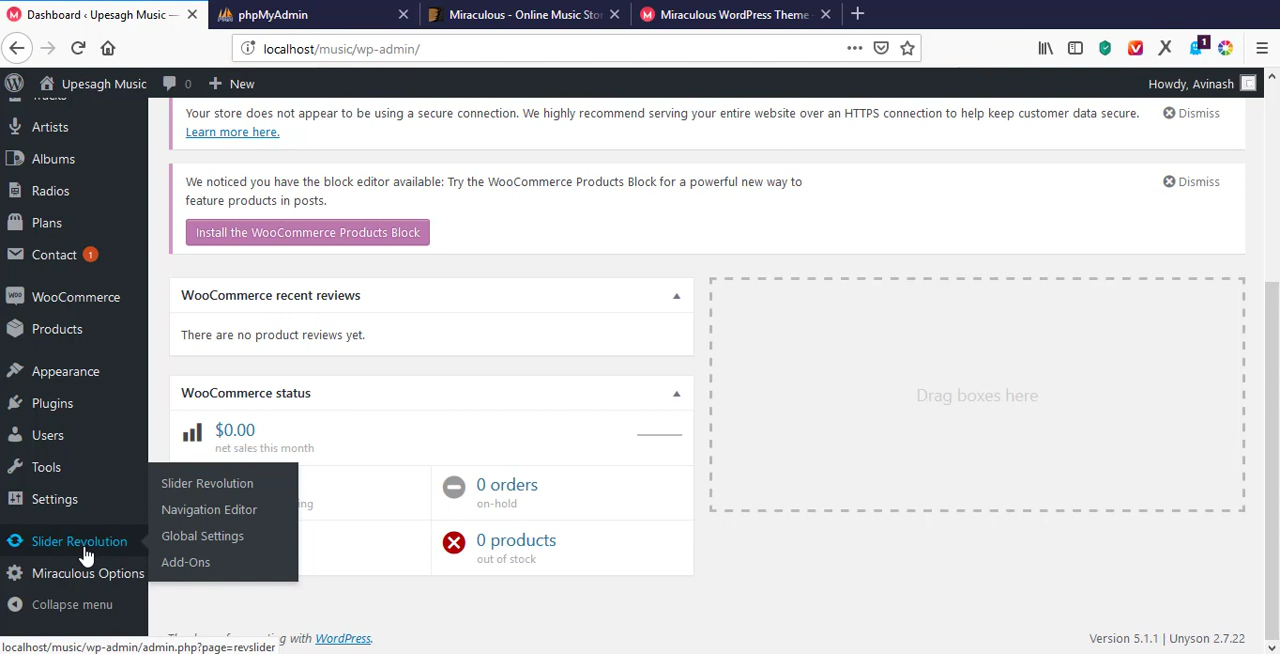 Dashboard ‹ Upesagh Music —
phpMyAdmin
Miraculous - Online Music Sto
Miraculous WordPress Theme
localhost/music/wp-admin/
1
Upesagh Music
0
New
Howdy, Avinash
Tracks
Artists
Albums
Radios
Plans
Contact 1
WooCommerce
Products
Appearance
Plugins
Users
Tools
Settings
Slider Revolution
Miraculous Options
Collapse menu
Slider Revolution
Navigation Editor
Global Settings
Add-Ons
Your store does not appear to be using a secure connection. We highly recommend serving your entire website over an HTTPS connection to help keep customer data secure.
Learn more here.
Dismiss
We noticed you have the block editor available: Try the WooCommerce Products Block for a powerful new way to
feature products in posts.
Dismiss
Install the WooCommerce Products Block
WooCommerce recent reviews
There are no product reviews yet.
WooCommerce status
$0.00
net sales this month
ing
0 orders
on-hold
0 products
out of stock
Drag boxes here
with WordPress.
Version 5.1.1 | Unyson 2.7.22
localhost/music/wp-admin/admin.php?page=revslider